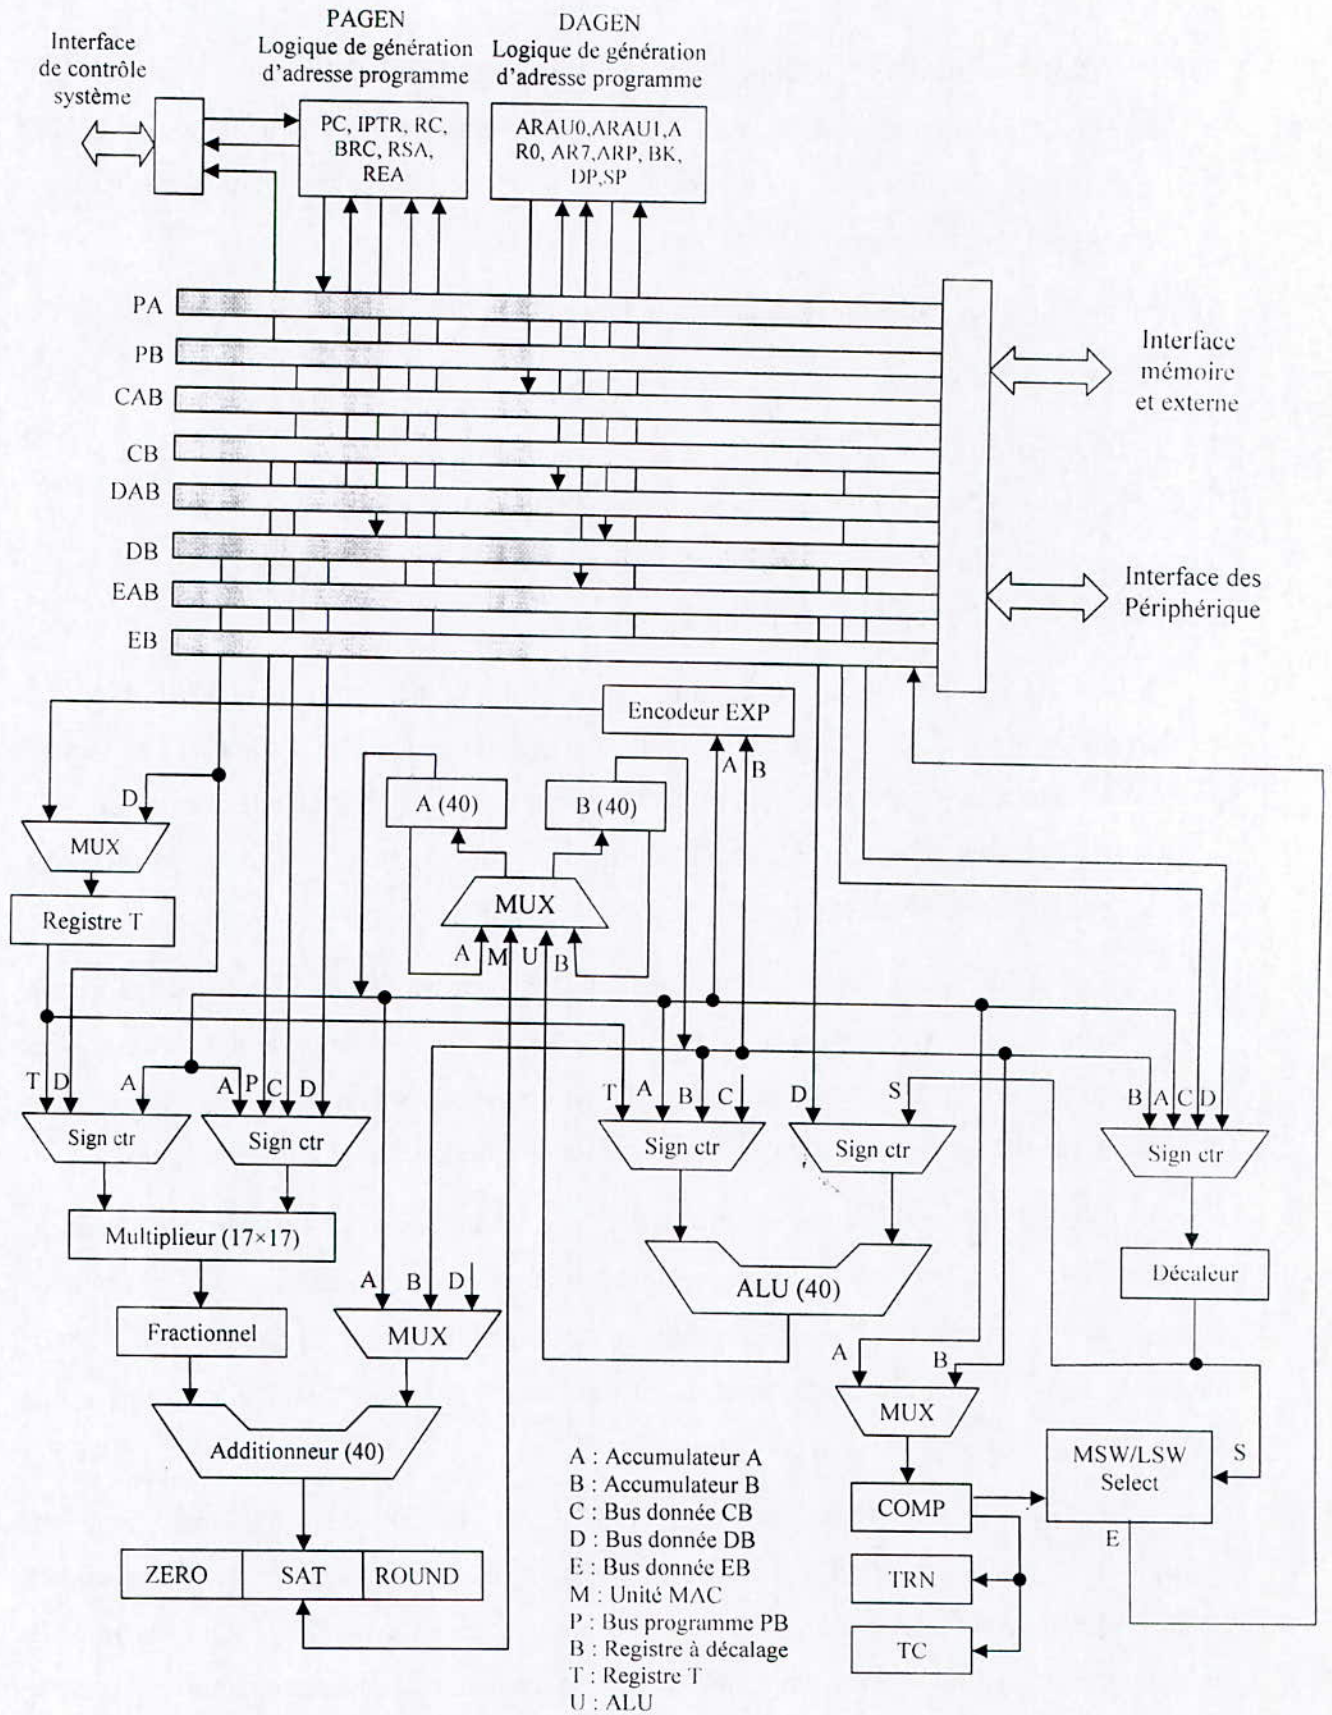 PAGEN
Logique de génération
d'adresse programme
DAGEN
Logique de génération
d'adresse programme
Interface
de contrôle
système
PC, IPTR, RC,
BRC, RSA,
REA
ARAU0,ARAU1,A
R0, AR7,ARP, BK,
DP,SP
PA
PB
CAB
CB
DAB
DB
EAB
EB
Interface
mémoire
et externe
Interface des
Périphérique
Encodeur EXP
A B
D
A (40)
B (40)
MUX
MUX
Registre T
A M U B
T D A
A P C D
T A B C
D S
B A C D
Sign ctr
Sign ctr
Sign ctr
Sign ctr
Sign ctr
Multiplieur (17×17)
A B D
Fractionnel
MUX
ALU (40)
Décaleur
A B
MUX
Additionneur (40)
MSW/LSW
Select
S
E
COMP
TRN
TC
ZERO SAT ROUND
A : Accumulateur A
B : Accumulateur B
C : Bus donnée CB
D : Bus donnée DB
E : Bus donnée EB
M : Unité MAC
P : Bus programme PB
B : Registre à décalage
T : Registre T
U : ALU